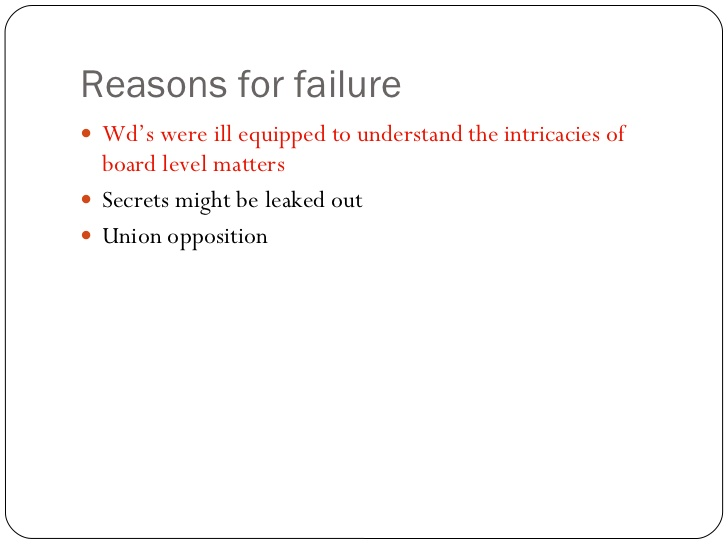 Reasons for failure
• Wd’s were ill equipped to understand the intricacies of
board level matters
• Secrets might be leaked out
• Union opposition